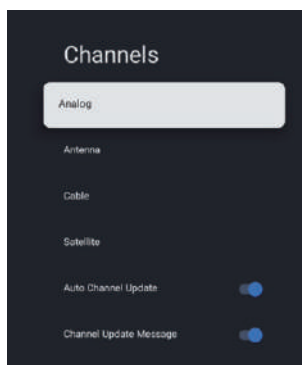 Channels
Analog
Antenna
Cable
Satellite
Auto Channel Update
Channel Update Message